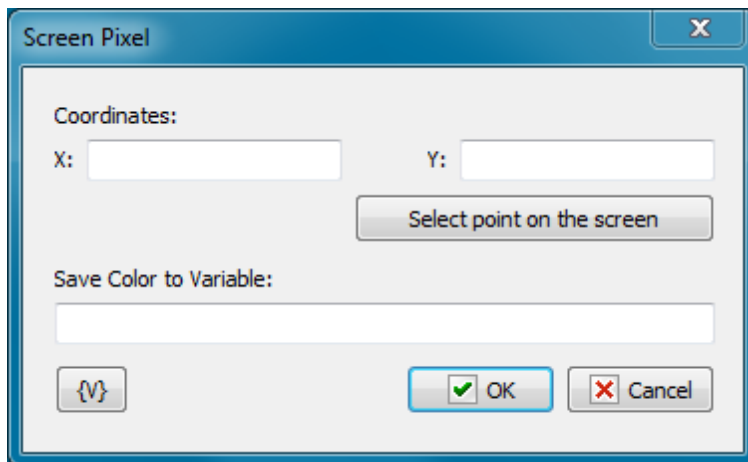 Screen Pixel
Coordinates:
X: Y:
Select point on the screen
Save Color to Variable:
{V} OK Cancel